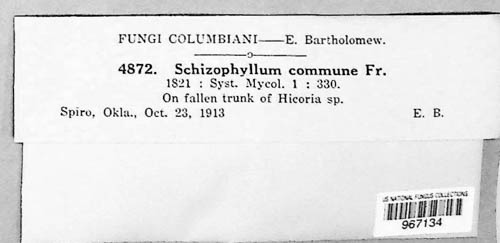 FUNGI COLUMBIANI—E. Bartholomew.
4872. Schizophyllum commune Fr.
1821 : Syst. Mycol. 1 : 330.
On fallen trunk of Hicoria sp.
Spiro, Okla., Oct. 23, 1913 E. B.
US NATIONAL FUNGUS COLLECTIONS
967134